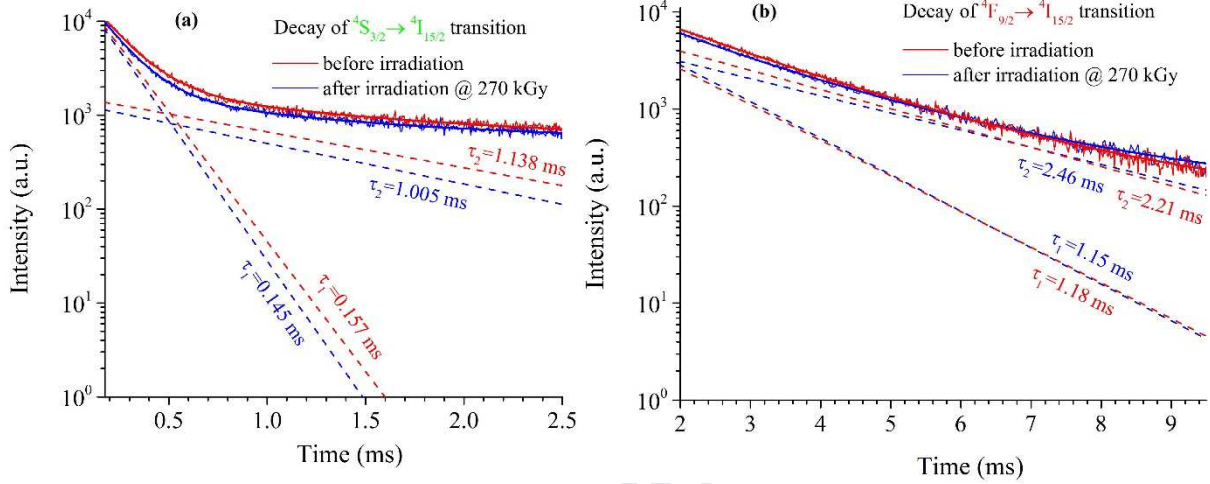 (a)
Decay of ⁴S₃/₂→ ⁴I₁₅/₂ transition
before irradiation
after irradiation @ 270 kGy
τ₂=1.138 ms
τ₂=1.005 ms
τ₁=0.157 ms
τ₁=0.145 ms
Intensity (a.u.)
10⁴
10³
10²
10¹
10⁰
0.5 1.0 1.5 2.0 2.5
Time (ms)
(b)
Decay of ⁴F₉/₂→ ⁴I₁₅/₂ transition
before irradiation
after irradiation @ 270 kGy
τ₂=2.46 ms
τ₂=2.21 ms
τ₁=1.15 ms
τ₁=1.18 ms
Intensity (a.u.)
10⁴
10³
10²
10¹
10⁰
2 3 4 5 6 7 8 9
Time (ms)